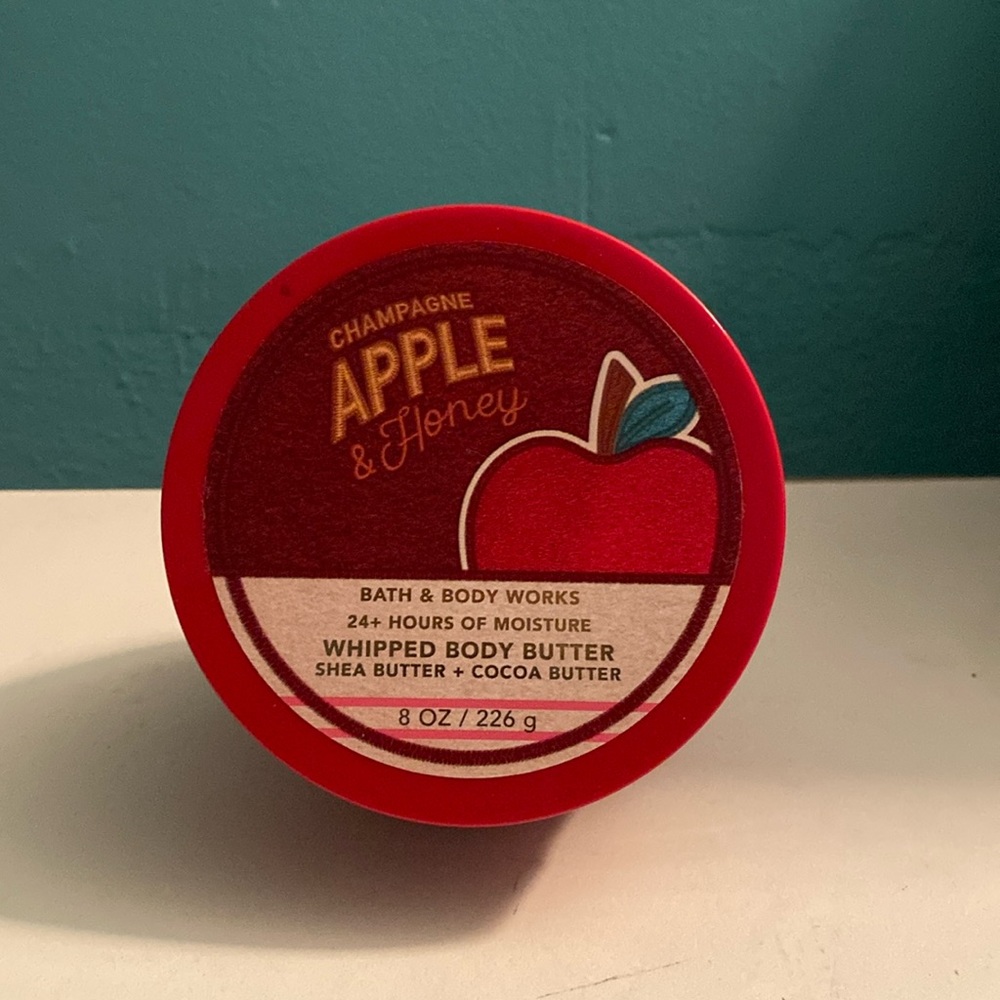 CHAMPAGNE
APPLE
& Honey
BATH & BODY WORKS
24+ HOURS OF MOISTURE
WHIPPED BODY BUTTER
SHEA BUTTER + COCOA BUTTER
8 OZ / 226 g